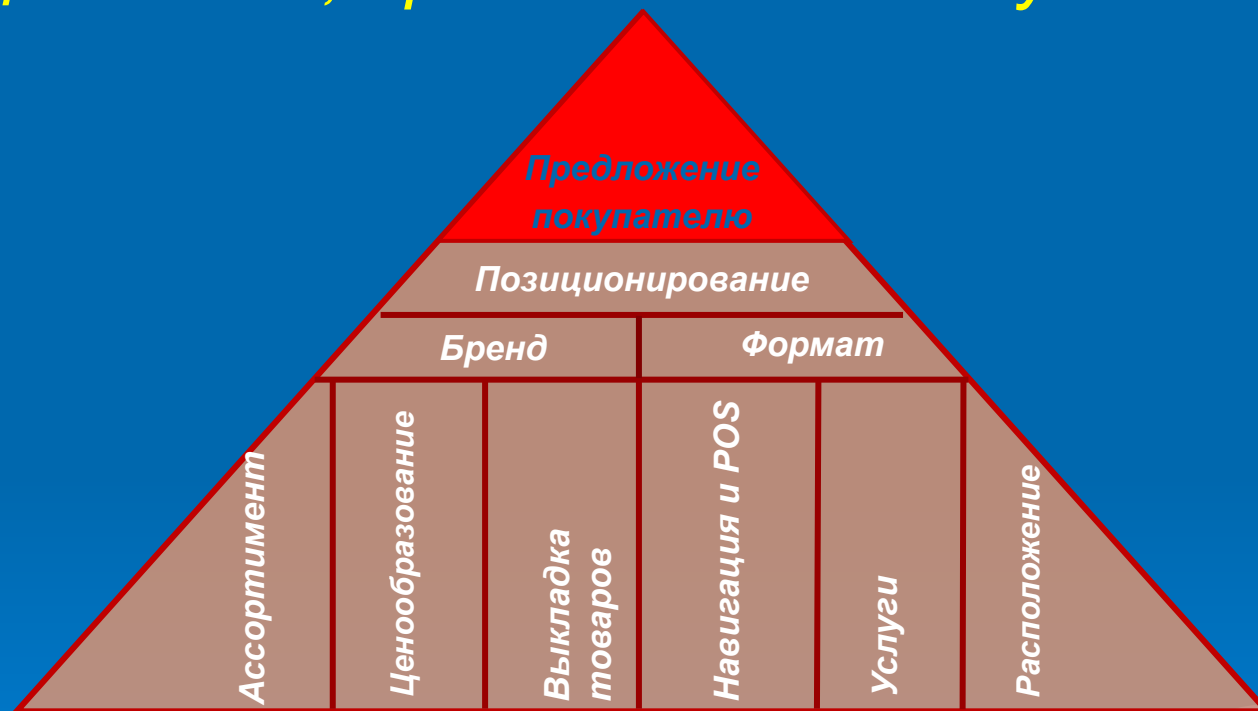 Предложение
покупателю
Позиционирование
Бренд
Формат
Ассортимент
Ценообразование
Выкладка
товаров
Навигация и POS
Услуги
Расположение